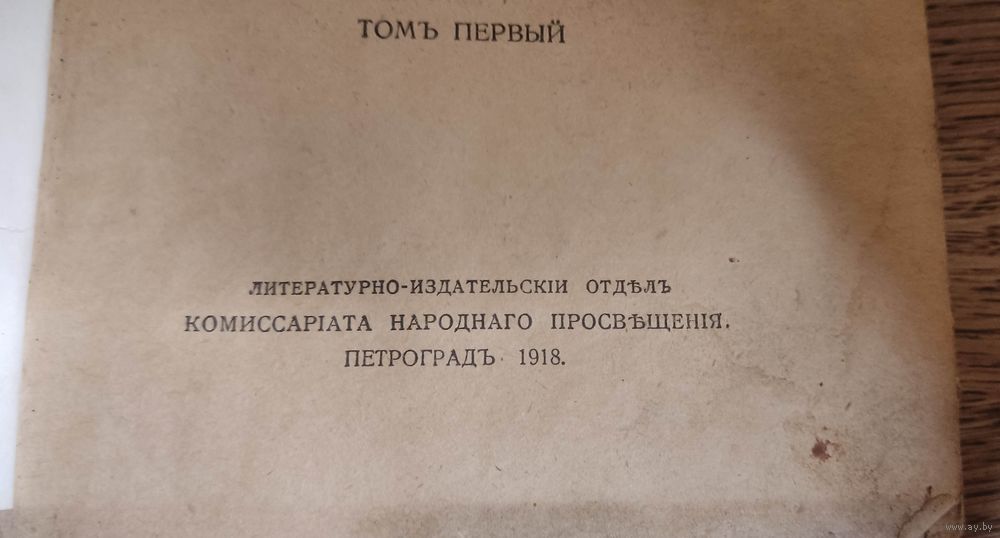 ТОМЪ ПЕРВЫЙ
ЛИТЕРАТУРНО-ИЗДАТЕЛЬСКІИ ОТДѢЛЪ
КОМИССАРІАТА НАРОДНАГО ПРОСВѢЩЕНІЯ.
ПЕТРОГРАДЪ 1918.
www.ay.by